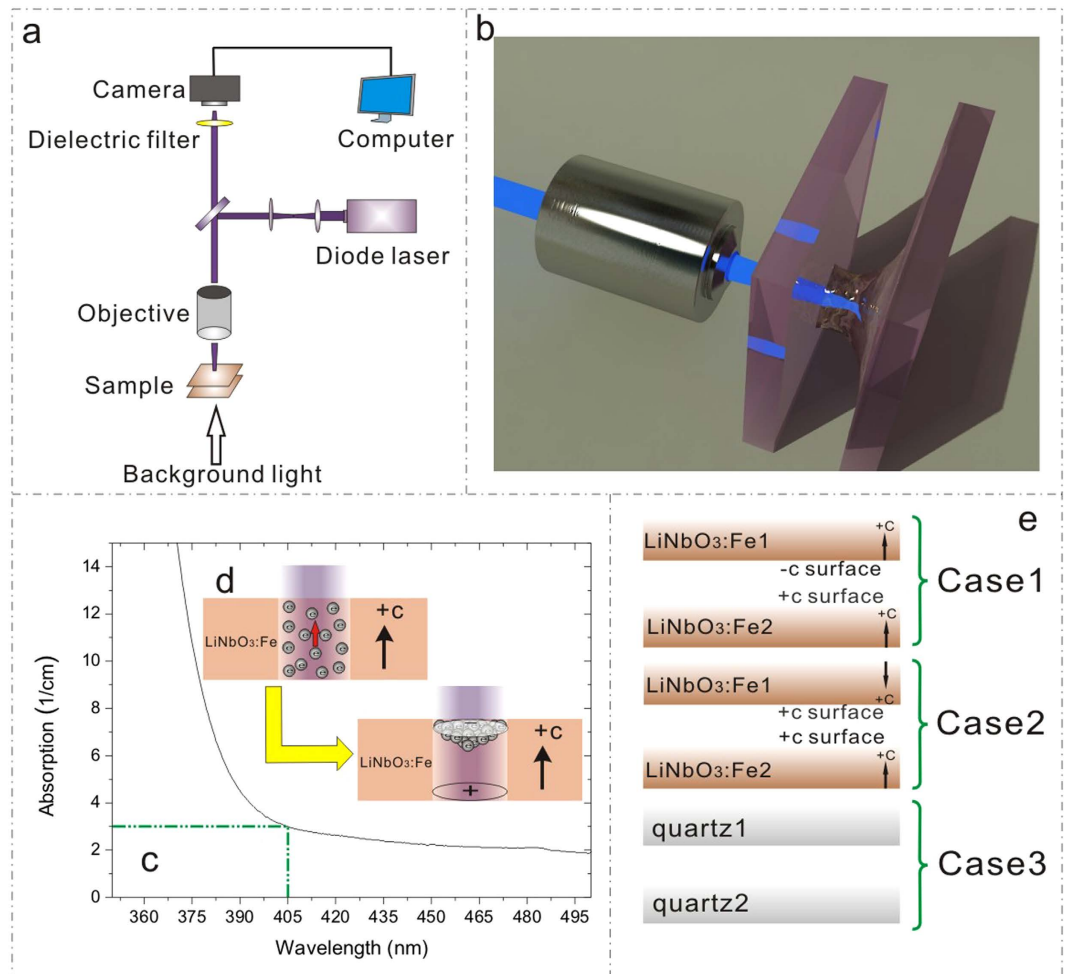 a
Camera
Dielectric filter
Computer
Diode laser
Objective
Sample
Background light
b
Absorption (1/cm)
14
12
10
8
6
4
2
0
360
390
405
420
435
450
465
480
495
Wavelength (nm)
c
d
LiNbO3:Fe
+c
LiNbO3:Fe
+c
+
e
LiNbO3:Fe1
+C
-c surface
+c surface
LiNbO3:Fe2
+C
Case1
LiNbO3:Fe1
+C
+c surface
+c surface
LiNbO3:Fe2
+C
Case2
quartz1
quartz2
Case3